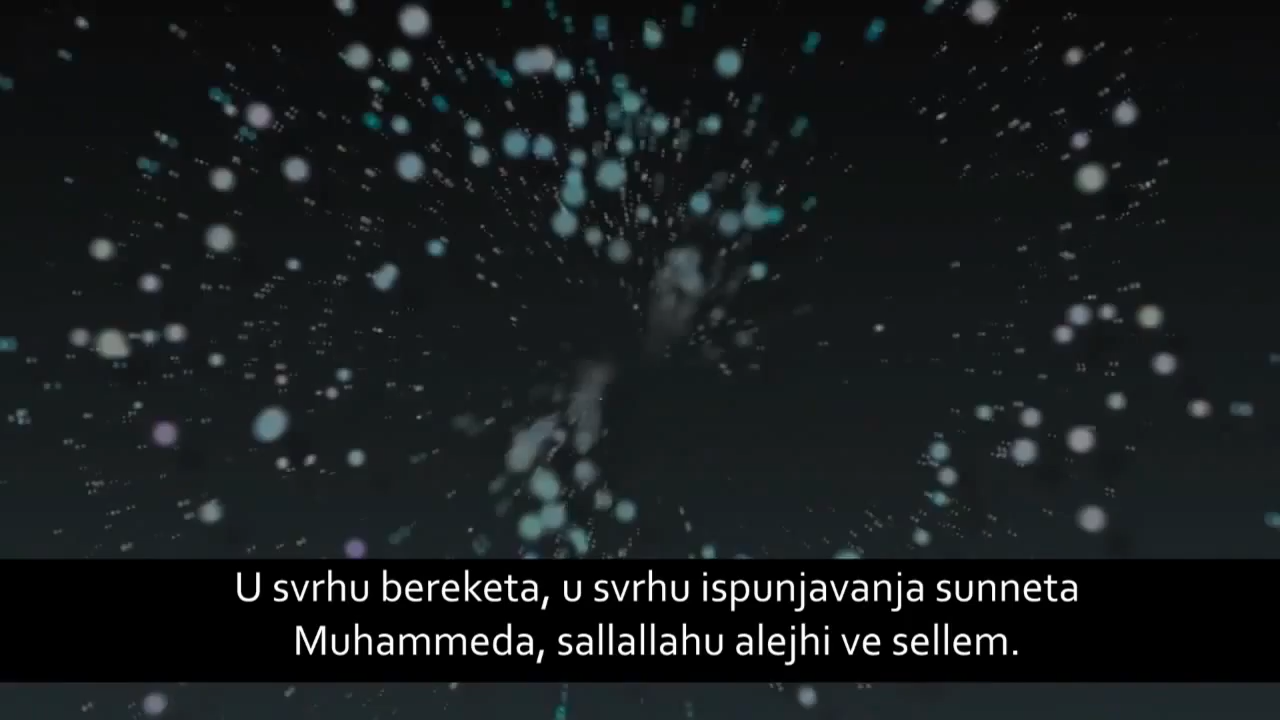 U svrhu bereketa, u svrhu ispunjavanja sunneta
Muhammeda, sallallahu alejhi ve sellem.